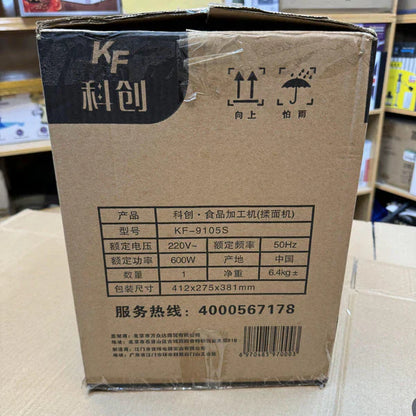 KF
科创
向上 怕雨
产品 科创·食品加工机(揉面机)
型号 KF-9105S
额定电压 220V~ 额定频率 50Hz
额定功率 600W 产地 中国
数量 1 净重 6.4kg±
包装尺寸 412x275x381mm
服务热线：4000567178
6970483970003